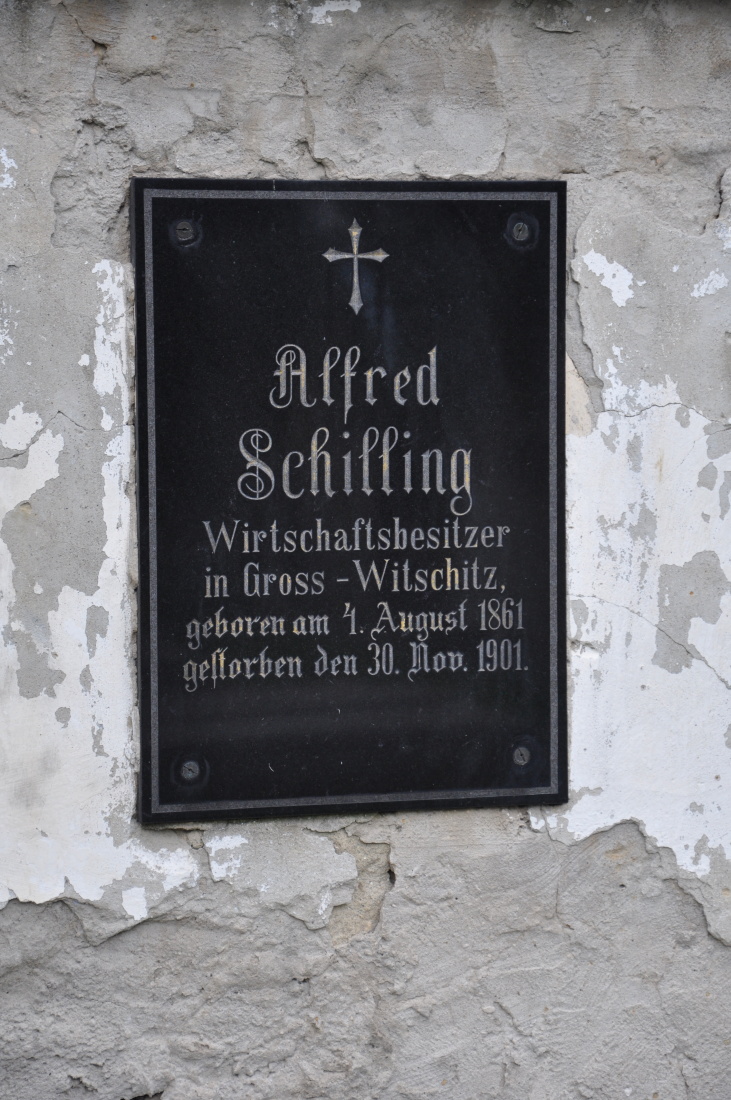 Alfred
Schilling
Wirtschaftsbesitzer
in Gross-Witschitz,
geboren am 4. August 1861
gestorben den 30. Nov. 1901.